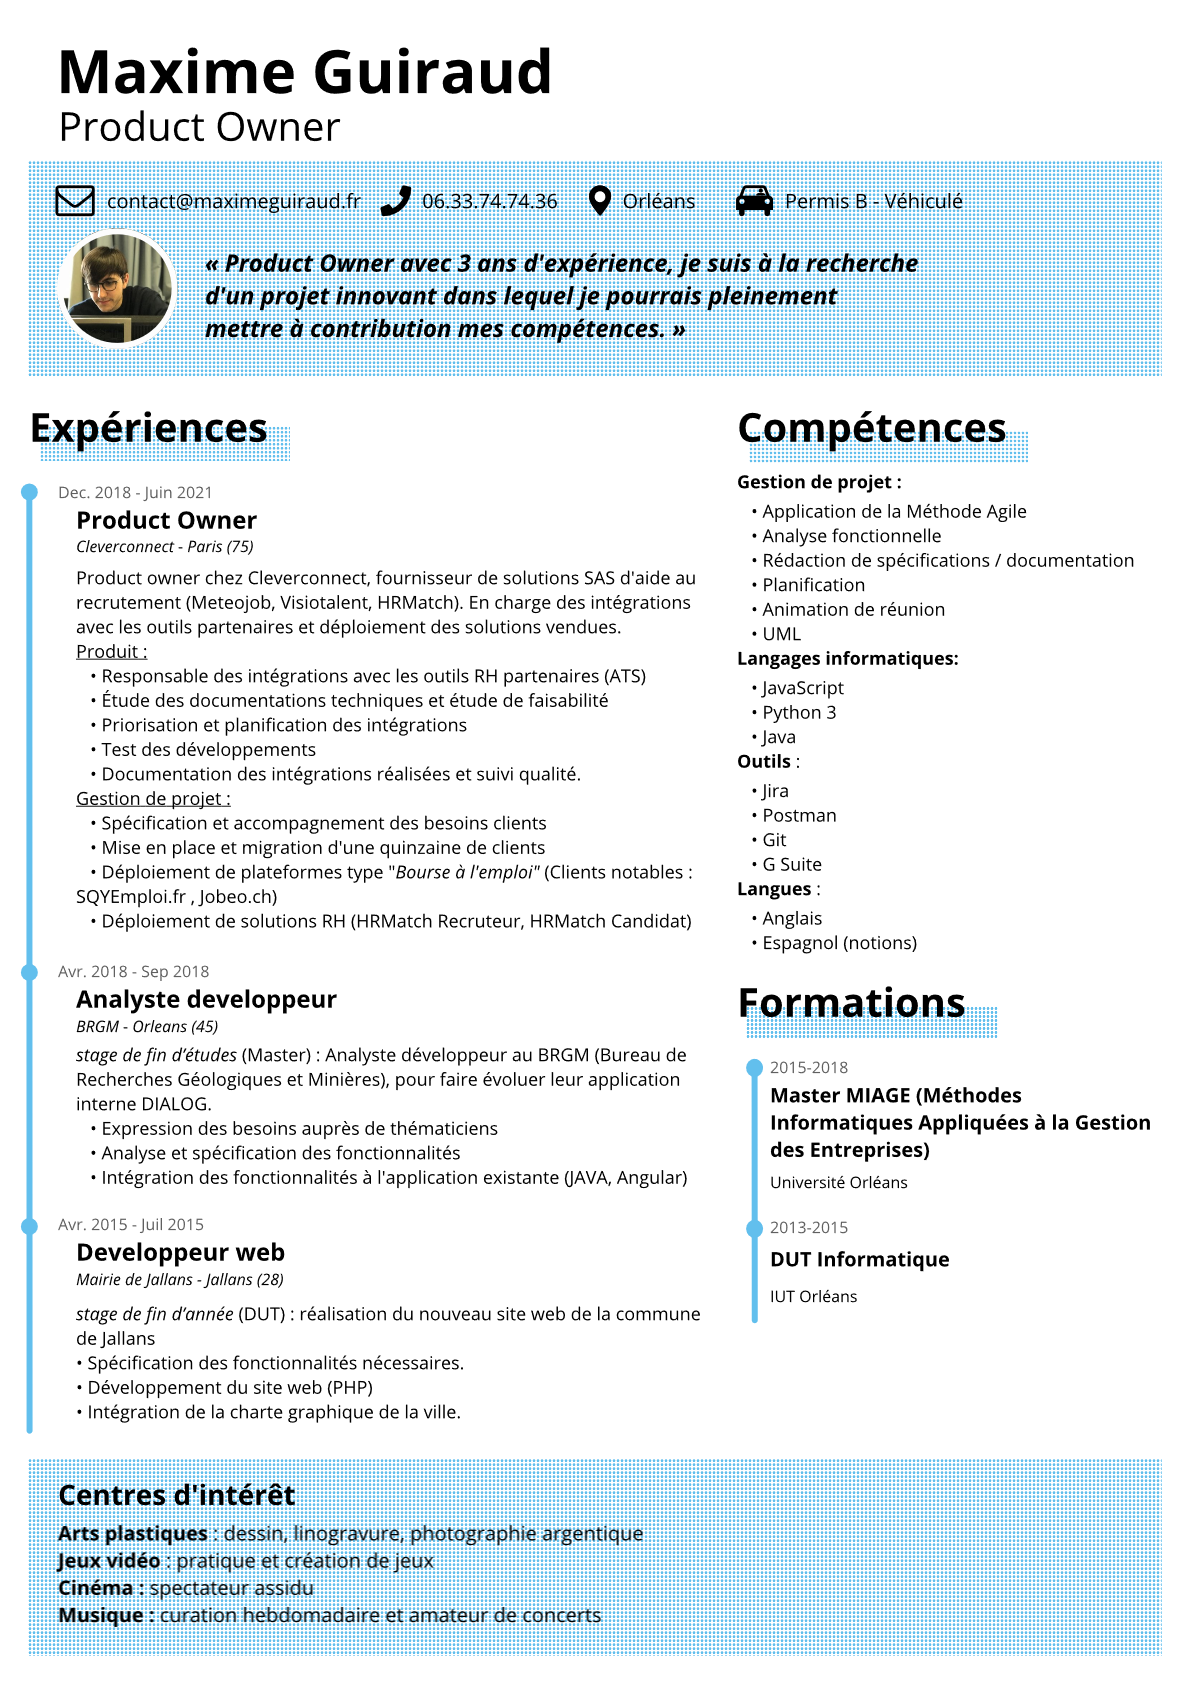 Maxime Guiraud
Product Owner
contact@maximeguiraud.fr 06.33.74.74.36 Orléans Permis B - Véhiculé
« Product Owner avec 3 ans d'expérience, je suis à la recherche
d'un projet innovant dans lequel je pourrais pleinement
mettre à contribution mes compétences. »
Expériences
Dec. 2018 - Juin 2021
Product Owner
Cleverconnect - Paris (75)
Product owner chez Cleverconnect, fournisseur de solutions SAS d'aide au
recrutement (Meteojob, Visiotalent, HRMatch). En charge des intégrations
avec les outils partenaires et déploiement des solutions vendues.
Produit :
• Responsable des intégrations avec les outils RH partenaires (ATS)
• Étude des documentations techniques et étude de faisabilité
• Priorisation et planification des intégrations
• Test des développements
• Documentation des intégrations réalisées et suivi qualité.
Gestion de projet :
• Spécification et accompagnement des besoins clients
• Mise en place et migration d'une quinzaine de clients
• Déploiement de plateformes type "Bourse à l'emploi" (Clients notables :
SQYEmploi.fr , Jobeo.ch)
• Déploiement de solutions RH (HRMatch Recruteur, HRMatch Candidat)
Avr. 2018 - Sep 2018
Analyste developpeur
BRGM - Orleans (45)
stage de fin d’études (Master) : Analyste développeur au BRGM (Bureau de
Recherches Géologiques et Minières), pour faire évoluer leur application
interne DIALOG.
• Expression des besoins auprès de thématiciens
• Analyse et spécification des fonctionnalités
• Intégration des fonctionnalités à l'application existante (JAVA, Angular)
Avr. 2015 - Juil 2015
Developpeur web
Mairie de Jallans - Jallans (28)
stage de fin d’année (DUT) : réalisation du nouveau site web de la commune
de Jallans
• Spécification des fonctionnalités nécessaires.
• Développement du site web (PHP)
• Intégration de la charte graphique de la ville.
Compétences
Gestion de projet :
• Application de la Méthode Agile
• Analyse fonctionnelle
• Rédaction de spécifications / documentation
• Planification
• Animation de réunion
• UML
Langages informatiques:
• JavaScript
• Python 3
• Java
Outils :
• Jira
• Postman
• Git
• G Suite
Langues :
• Anglais
• Espagnol (notions)
Formations
2015-2018
Master MIAGE (Méthodes
Informatiques Appliquées à la Gestion
des Entreprises)
Université Orléans
2013-2015
DUT Informatique
IUT Orléans
Centres d'intérêt
Arts plastiques : dessin, linogravure, photographie argentique
Jeux vidéo : pratique et création de jeux
Cinéma : spectateur assidu
Musique : curation hebdomadaire et amateur de concerts